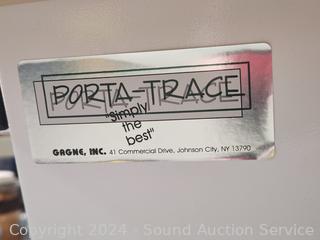 PORTA-TRACE
"Simply
the
best"
GAGNE, INC. 41 Commercial Drive, Johnson City, NY 13790
Copyright © 2024 - Sound Auction Service